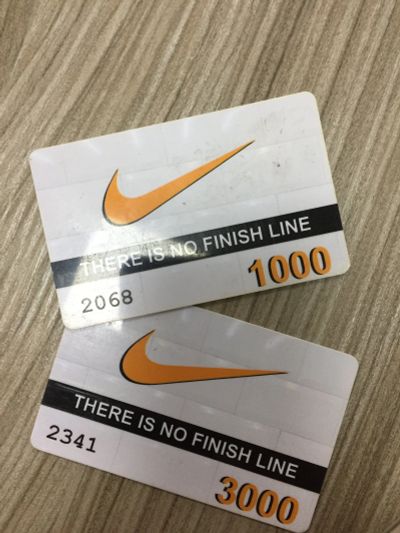 THERE IS NO FINISH LINE
1000
2068
THERE IS NO FINISH LINE
2341
3000